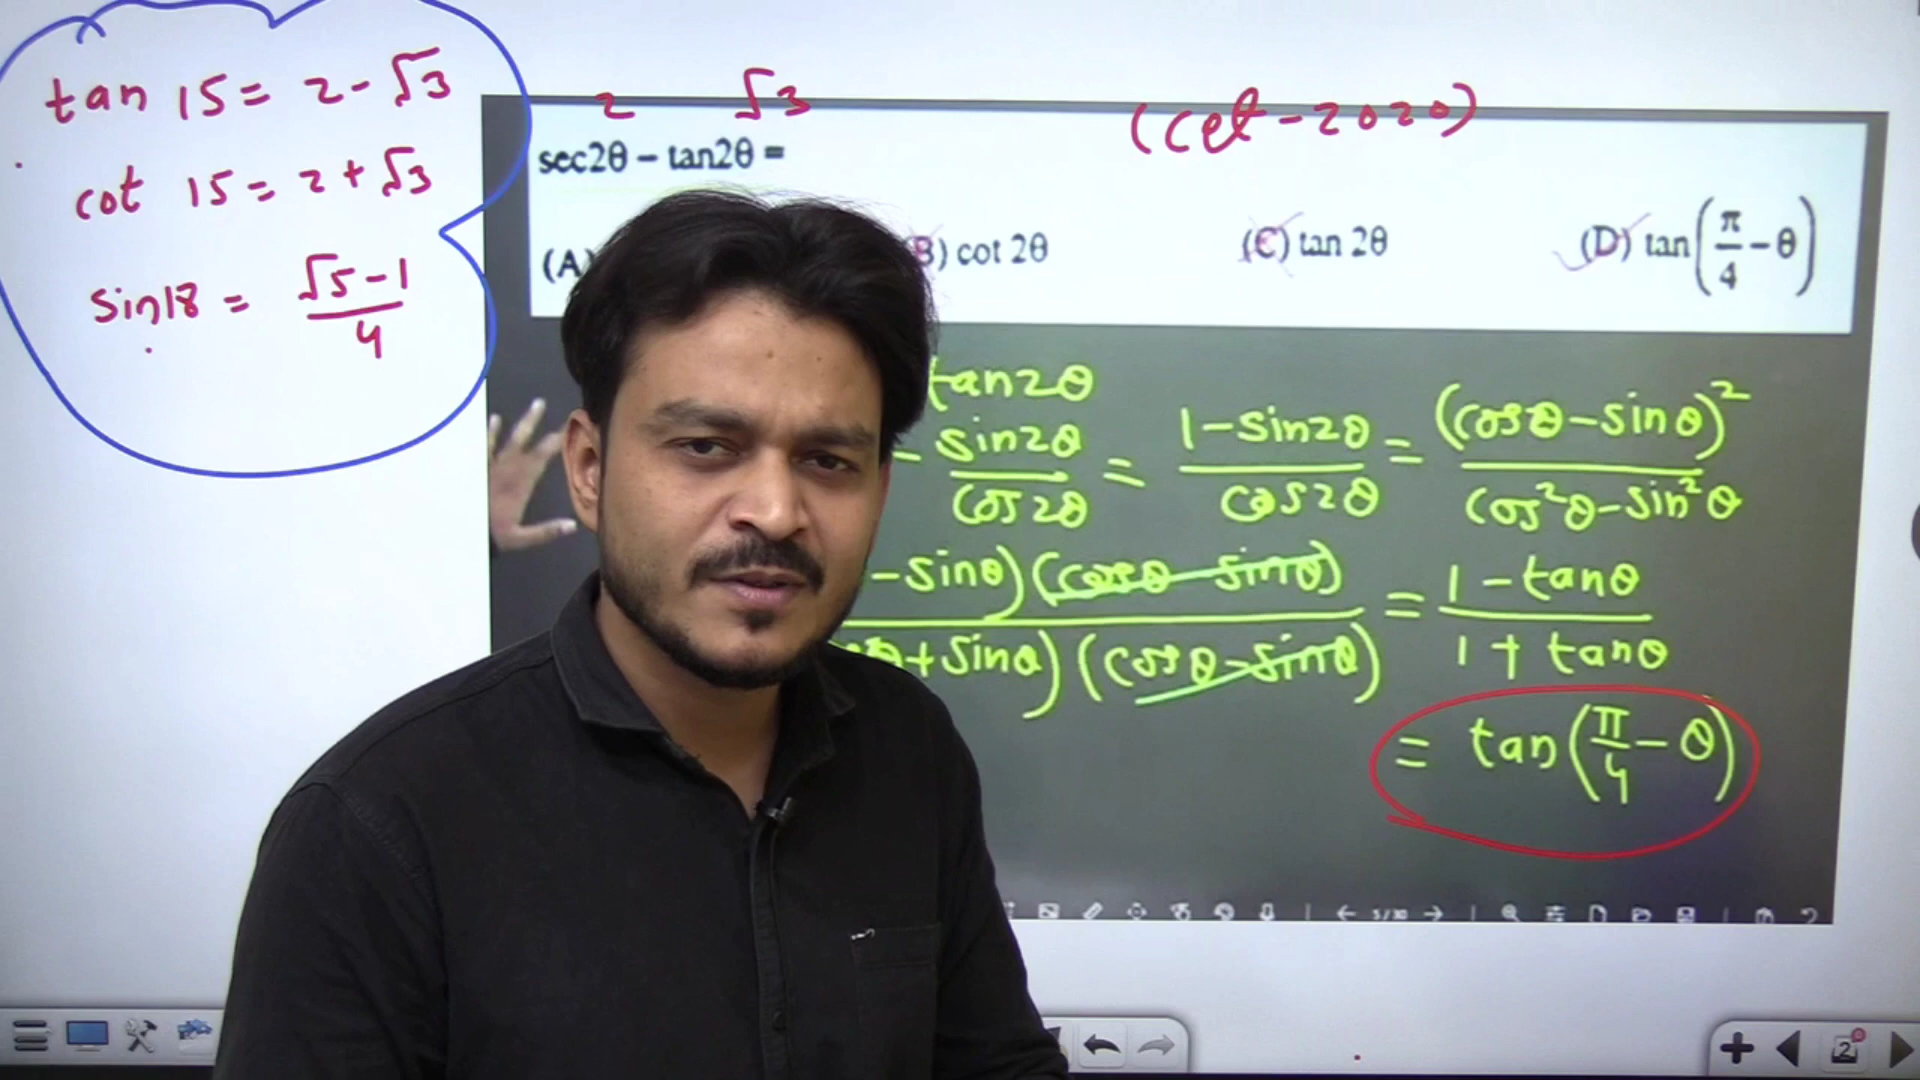 tan 15 = 2 - √3
cot 15 = 2 + √3
sin18 = (√5 - 1)/4
2 √3
(Cet - 2020)
sec2θ – tan2θ =
(A) B) cot 2θ (C) tan 2θ (D) tan(π/4 – θ)
tan2θ
- sin2θ/cos2θ = (1 - sin2θ)/cos2θ = (cosθ - sinθ)²/(cos²θ - sin²θ)
- sinθ)(cosθ - sinθ)/+ sinθ)(cosθ - sinθ) = (1 - tanθ)/(1 + tanθ)
= tan(π/4 - θ)
2